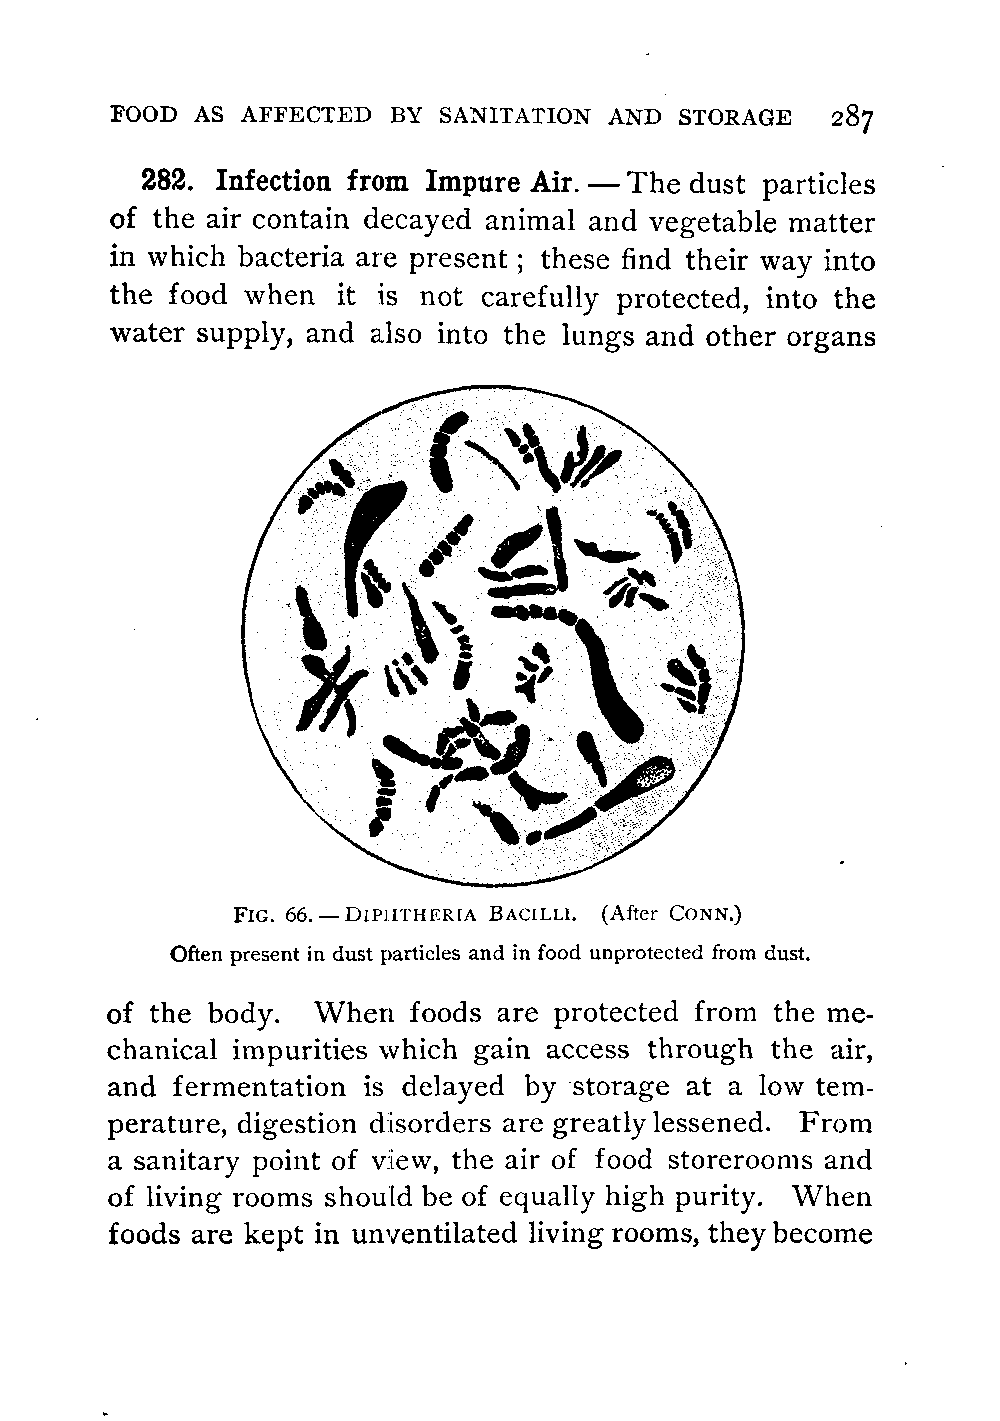 FOOD AS AFFECTED BY SANITATION AND STORAGE 287
282. Infection from Impure Air. — The dust particles
of the air contain decayed animal and vegetable matter
in which bacteria are present ; these find their way into
the food when it is not carefully protected, into the
water supply, and also into the lungs and other organs
FIG. 66. — DIPHTHERIA BACILLI. (After CONN.)
Often present in dust particles and in food unprotected from dust.
of the body. When foods are protected from the me-
chanical impurities which gain access through the air,
and fermentation is delayed by storage at a low tem-
perature, digestion disorders are greatly lessened. From
a sanitary point of view, the air of food storerooms and
of living rooms should be of equally high purity. When
foods are kept in unventilated living rooms, they become